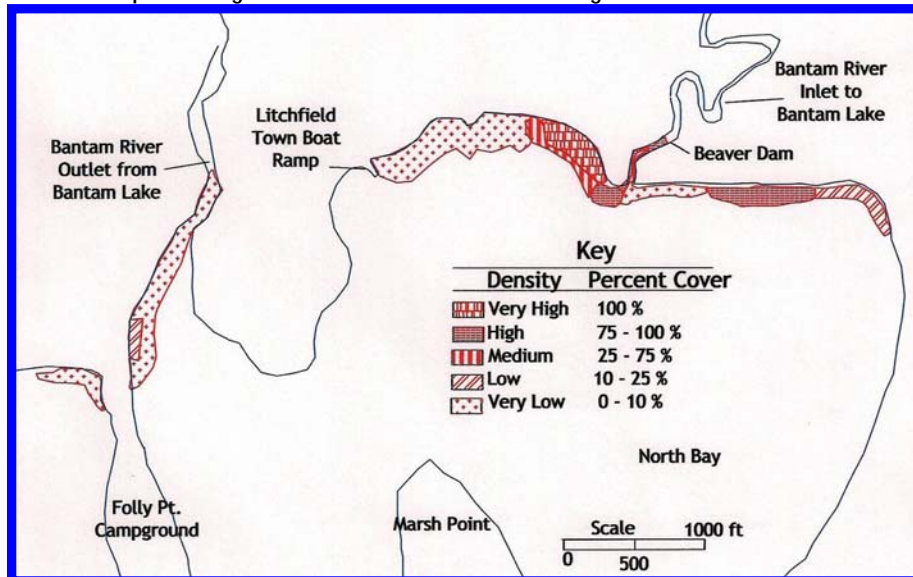 Bantam River
Inlet to
Bantam Lake
Litchfield
Town Boat
Ramp
Bantam River
Outlet from
Bantam Lake
Beaver Dam
Key
Density Percent Cover
Very High 100 %
High 75 - 100 %
Medium 25 - 75 %
Low 10 - 25 %
Very Low 0 - 10 %
North Bay
Folly Pt.
Campground
Marsh Point
Scale 1000 ft
0 500